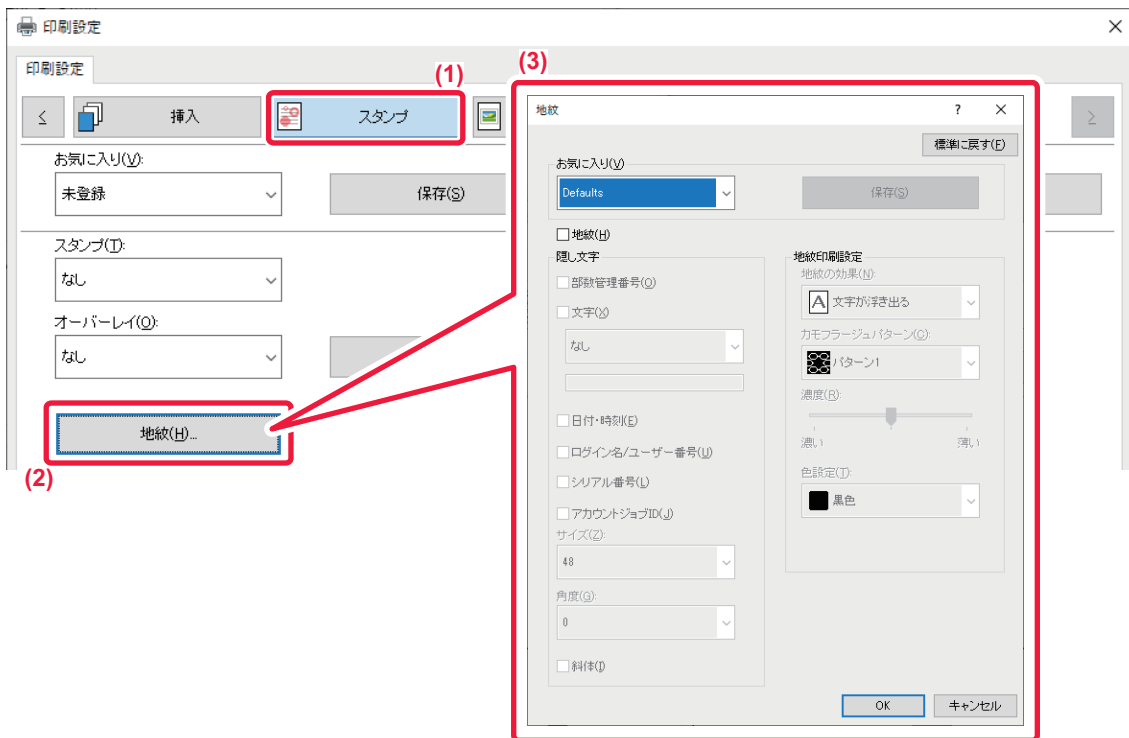 印刷設定
印刷設定
(1)
(3)
<
挿入
スタンプ
>
お気に入り(V):
未登録
保存(S)
スタンプ(T):
なし
オーバーレイ(O):
なし
地紋(H)...
(2)
地紋
?
標準に戻す(F)
お気に入り(V)
Defaults
保存(S)
地紋(H)
隠し文字
部数管理番号(O)
文字(X)
なし
日付・時刻(E)
ログイン名/ユーザー番号(U)
シリアル番号(L)
アカウントジョブID(J)
サイズ(Z):
48
角度(G):
0
斜体(I)
地紋印刷設定
地紋の効果(N):
A 文字が浮き出る
カモフラージュパターン(C):
パターン1
濃度(R):
濃い 薄い
色設定(T):
黒色
OK キャンセル